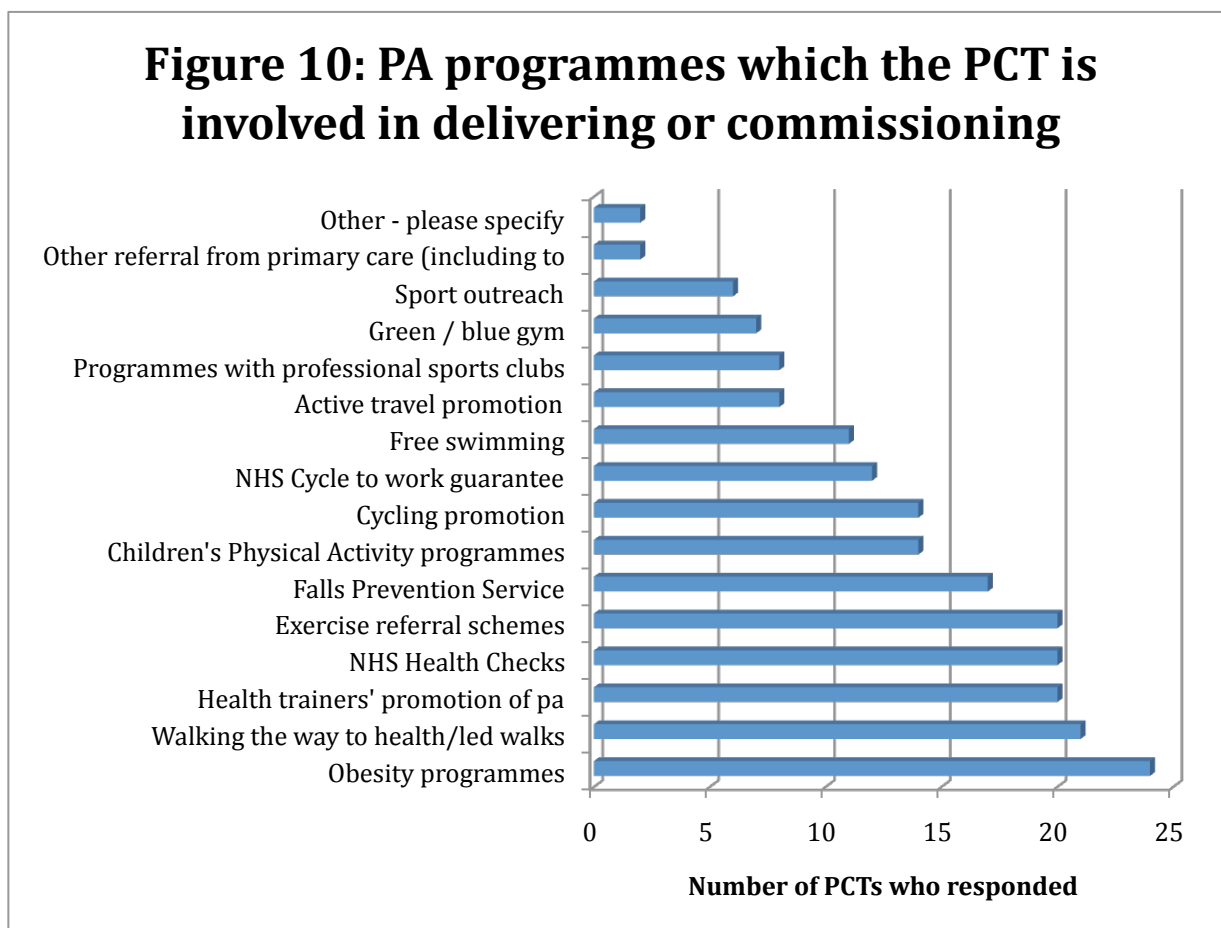 Figure 10: PA programmes which the PCT is
involved in delivering or commissioning
Other - please specify
Other referral from primary care (including to
Sport outreach
Green / blue gym
Programmes with professional sports clubs
Active travel promotion
Free swimming
NHS Cycle to work guarantee
Cycling promotion
Children's Physical Activity programmes
Falls Prevention Service
Exercise referral schemes
NHS Health Checks
Health trainers' promotion of pa
Walking the way to health/led walks
Obesity programmes
0 5 10 15 20 25
Number of PCTs who responded